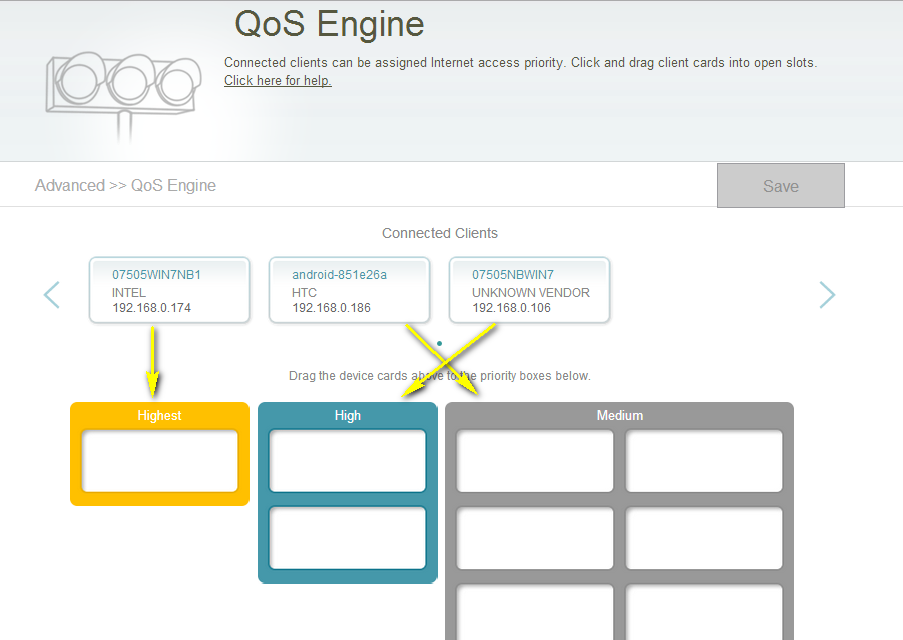 QoS Engine
Connected clients can be assigned Internet access priority. Click and drag client cards into open slots.
Click here for help.
Advanced >> QoS Engine
Save
Connected Clients
07505WIN7NB1
INTEL
192.168.0.174
android-851e26a
HTC
192.168.0.186
07505NBWIN7
UNKNOWN VENDOR
192.168.0.106
Drag the device cards above to the priority boxes below.
Highest
High
Medium